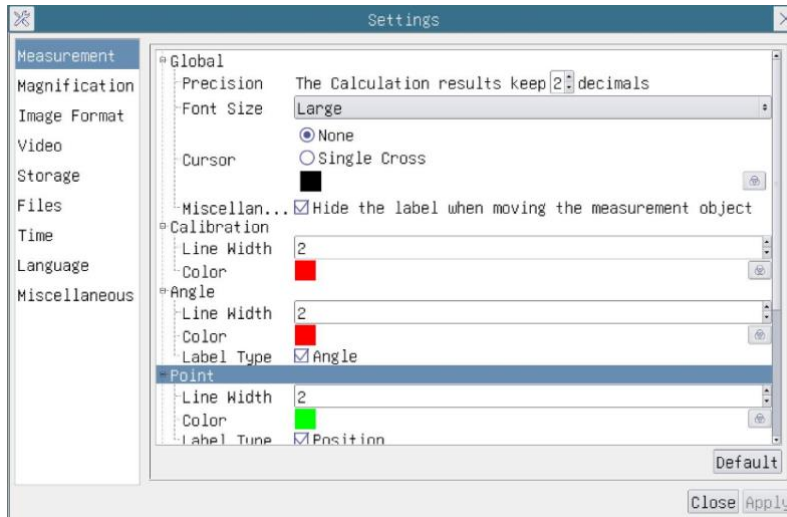 Settings
Measurement
Magnification
Image Format
Video
Storage
Files
Time
Language
Miscellaneous
Global
Precision The Calculation results keep 2 decimals
Font Size Large
None
Cursor Single Cross
Miscellan... Hide the label when moving the measurement object
Calibration
Line Width 2
Color
Angle
Line Width 2
Color
Label Type Angle
Point
Line Width 2
Color
Label Type Position
Default
Close Apply